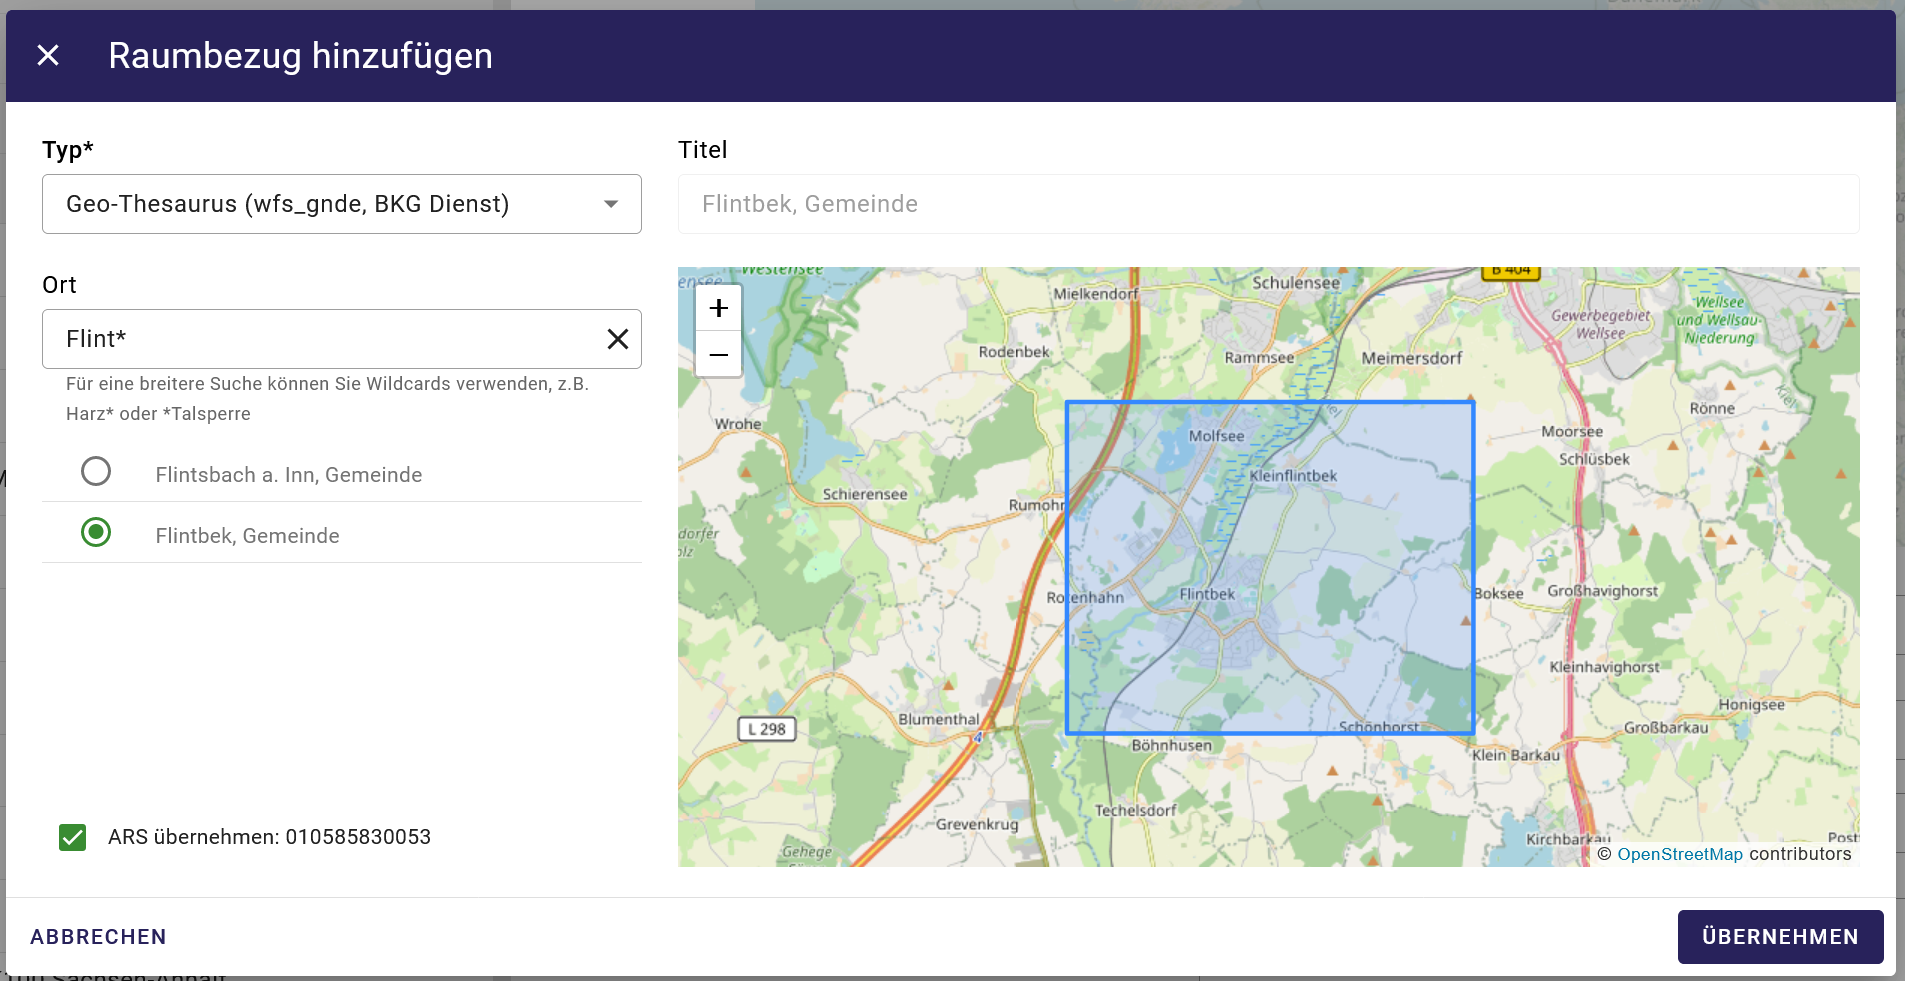 Raumbezug hinzufügen
Typ*
Geo-Thesaurus (wfs_gnde, BKG Dienst)
Titel
Flintbek, Gemeinde
Ort
Flint*
Für eine breitere Suche können Sie Wildcards verwenden, z.B.
Harz* oder *Talsperre
Flintsbach a. Inn, Gemeinde
Flintbek, Gemeinde
ARS übernehmen: 010585830053
+
−
Westensee
B 404
Mielkendorf
Schulensee
Wellsee
und Wellsau-
Niederung
Gewerbegebiet
Wellsee
Rodenbek
Rammsee
Meimersdorf
Rönne
Wrohe
Molfsee
Moorsee
Schlüsbek
Kleinflintbek
Schierensee
Rumohr
Rotenhahn
Flintbek
Boksee
Großhavighorst
Kleinhavighorst
Blumenthal
L 298
4
Schönhorst
Honigsee
Großbarkau
Böhnhusen
Klein Barkau
Techelsdorf
Grevenkrug
Kirchbarkau
Gehege
© OpenStreetMap contributors
ABBRECHEN
ÜBERNEHMEN